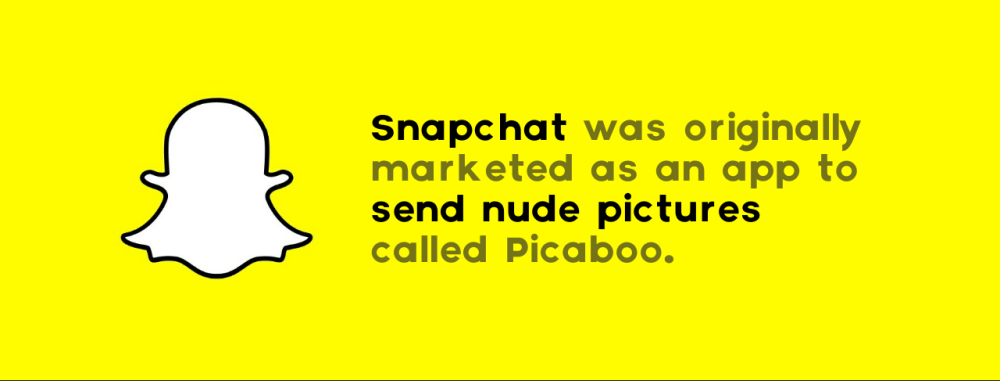 Snapchat was originally
marketed as an app to
send nude pictures
called Picaboo.